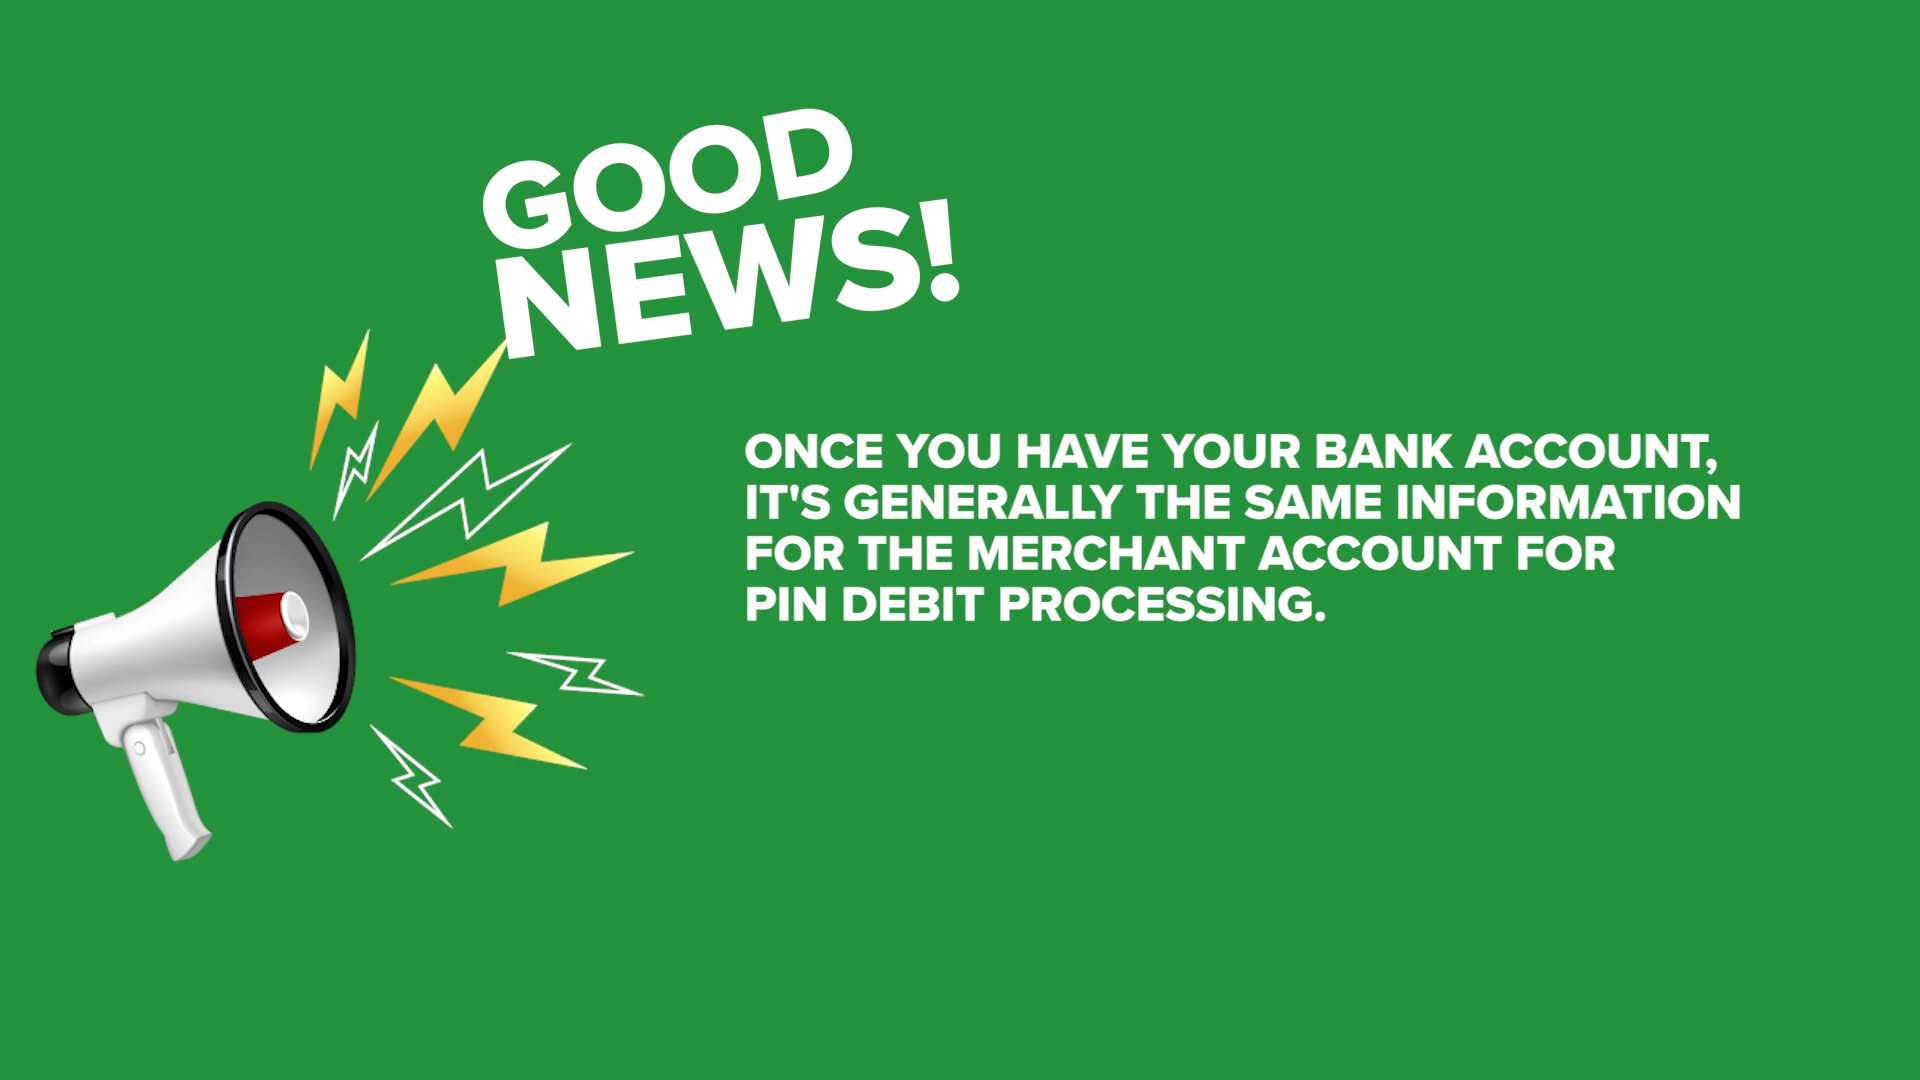 GOOD
NEWS!
ONCE YOU HAVE YOUR BANK ACCOUNT,
IT'S GENERALLY THE SAME INFORMATION
FOR THE MERCHANT ACCOUNT FOR
PIN DEBIT PROCESSING.